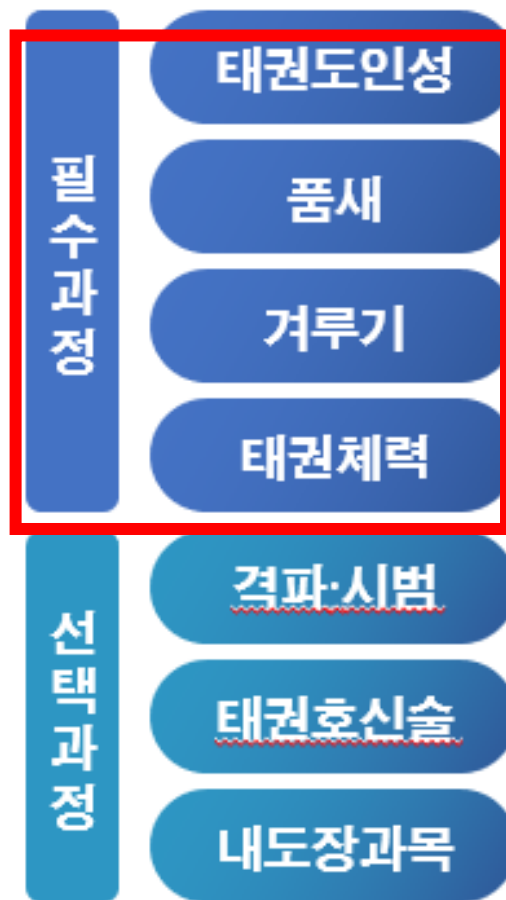 필수과정
태권도인성
품새
겨루기
태권체력
선택과정
격파·시범
태권호신술
내도장과목